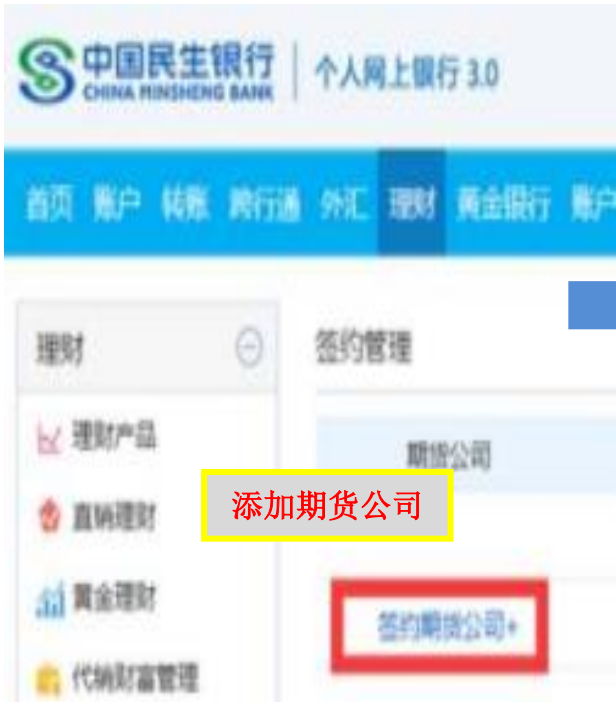 中国民生银行
CHINA MINSHENG BANK
个人网上银行 3.0
首页 账户 转账 跨行通 外汇 理财 黄金银行 账户
理财
签约管理
理财产品
期货公司
添加期货公司
直销理财
黄金理财
签约期货公司+
代销财富管理